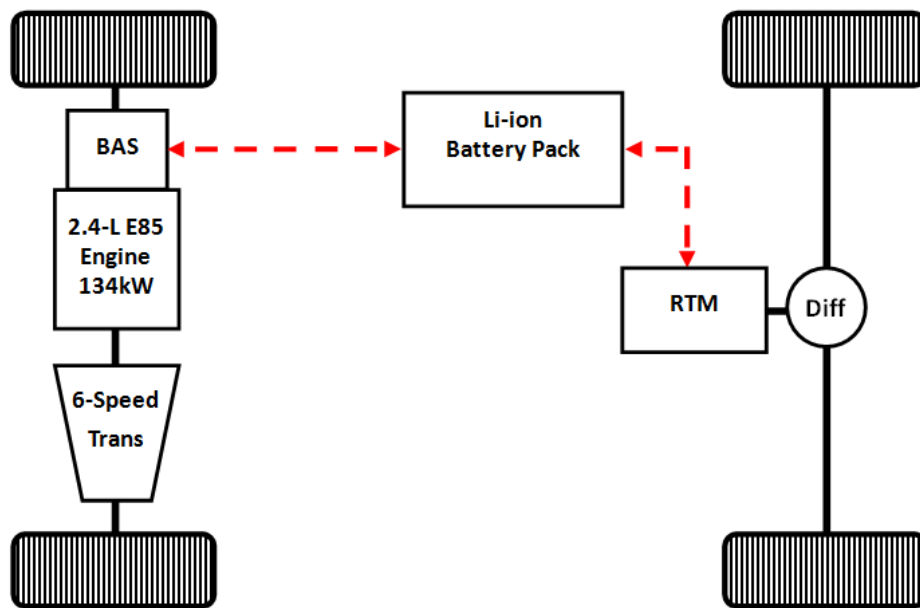 BAS
2.4-L E85
Engine
134kW
6-Speed
Trans
Li-ion
Battery Pack
RTM
Diff